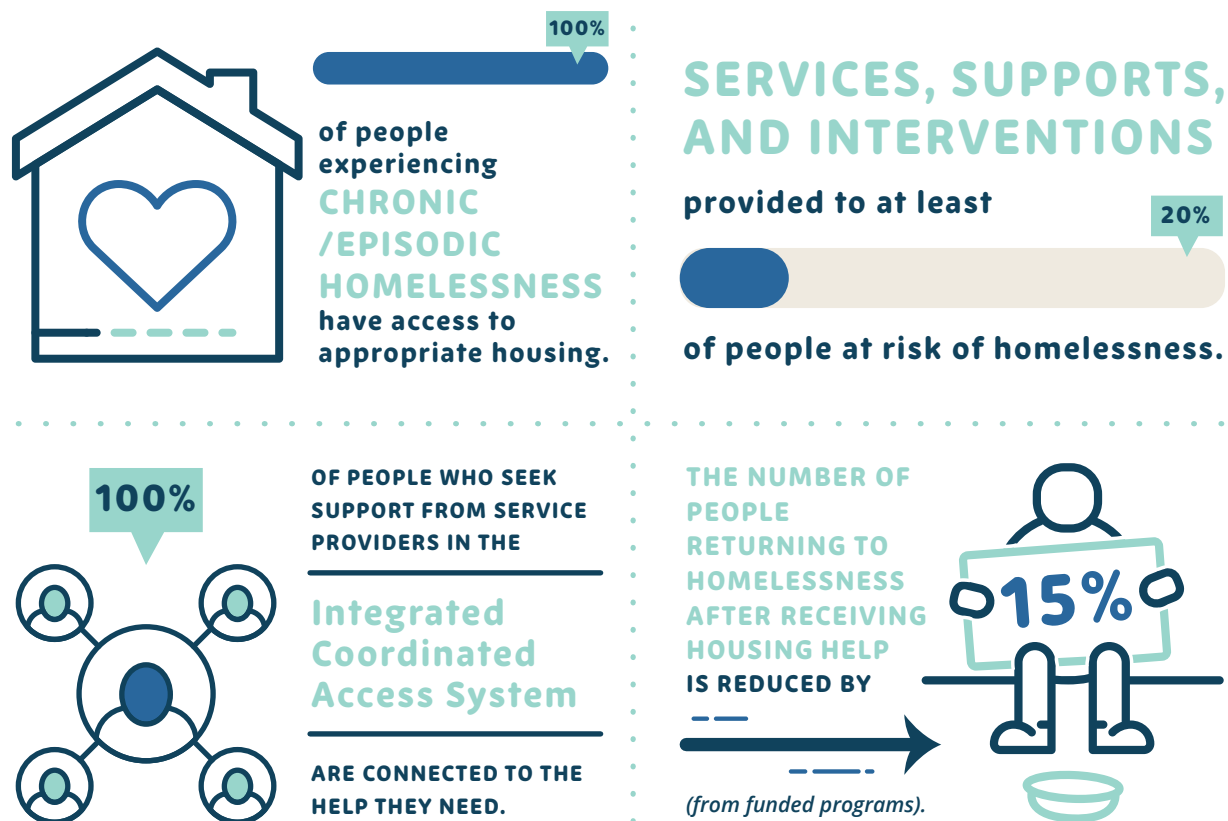 100%
of people
experiencing
CHRONIC
/EPISODIC
HOMELESSNESS
have access to
appropriate housing.
SERVICES, SUPPORTS,
AND INTERVENTIONS
provided to at least
20%
of people at risk of homelessness.
100%
OF PEOPLE WHO SEEK
SUPPORT FROM SERVICE
PROVIDERS IN THE
Integrated
Coordinated
Access System
ARE CONNECTED TO THE
HELP THEY NEED.
THE NUMBER OF
PEOPLE
RETURNING TO
HOMELESSNESS
AFTER RECEIVING
HOUSING HELP
IS REDUCED BY
15%
(from funded programs).